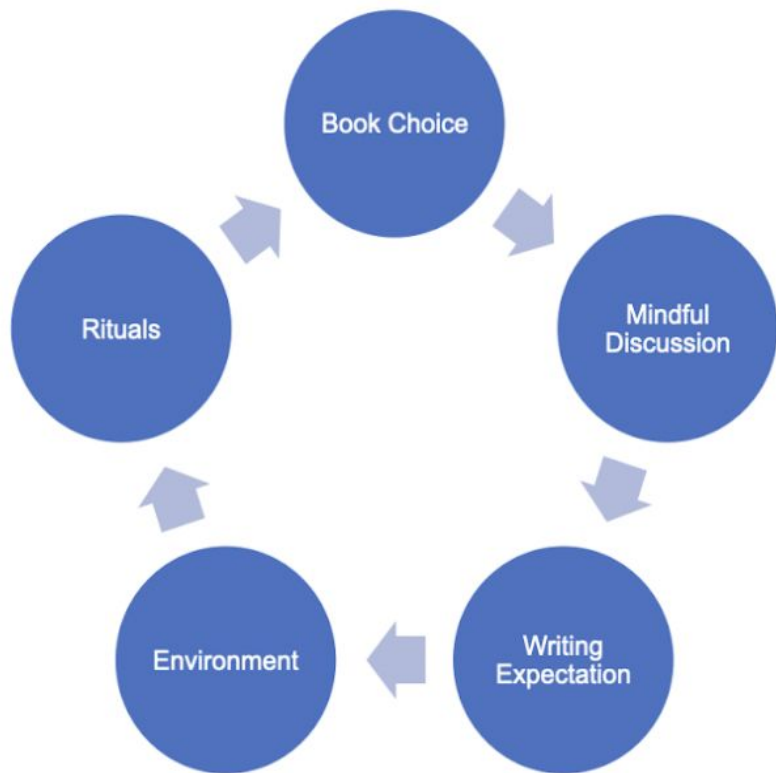 Book Choice
Mindful
Discussion
Writing
Expectation
Environment
Rituals